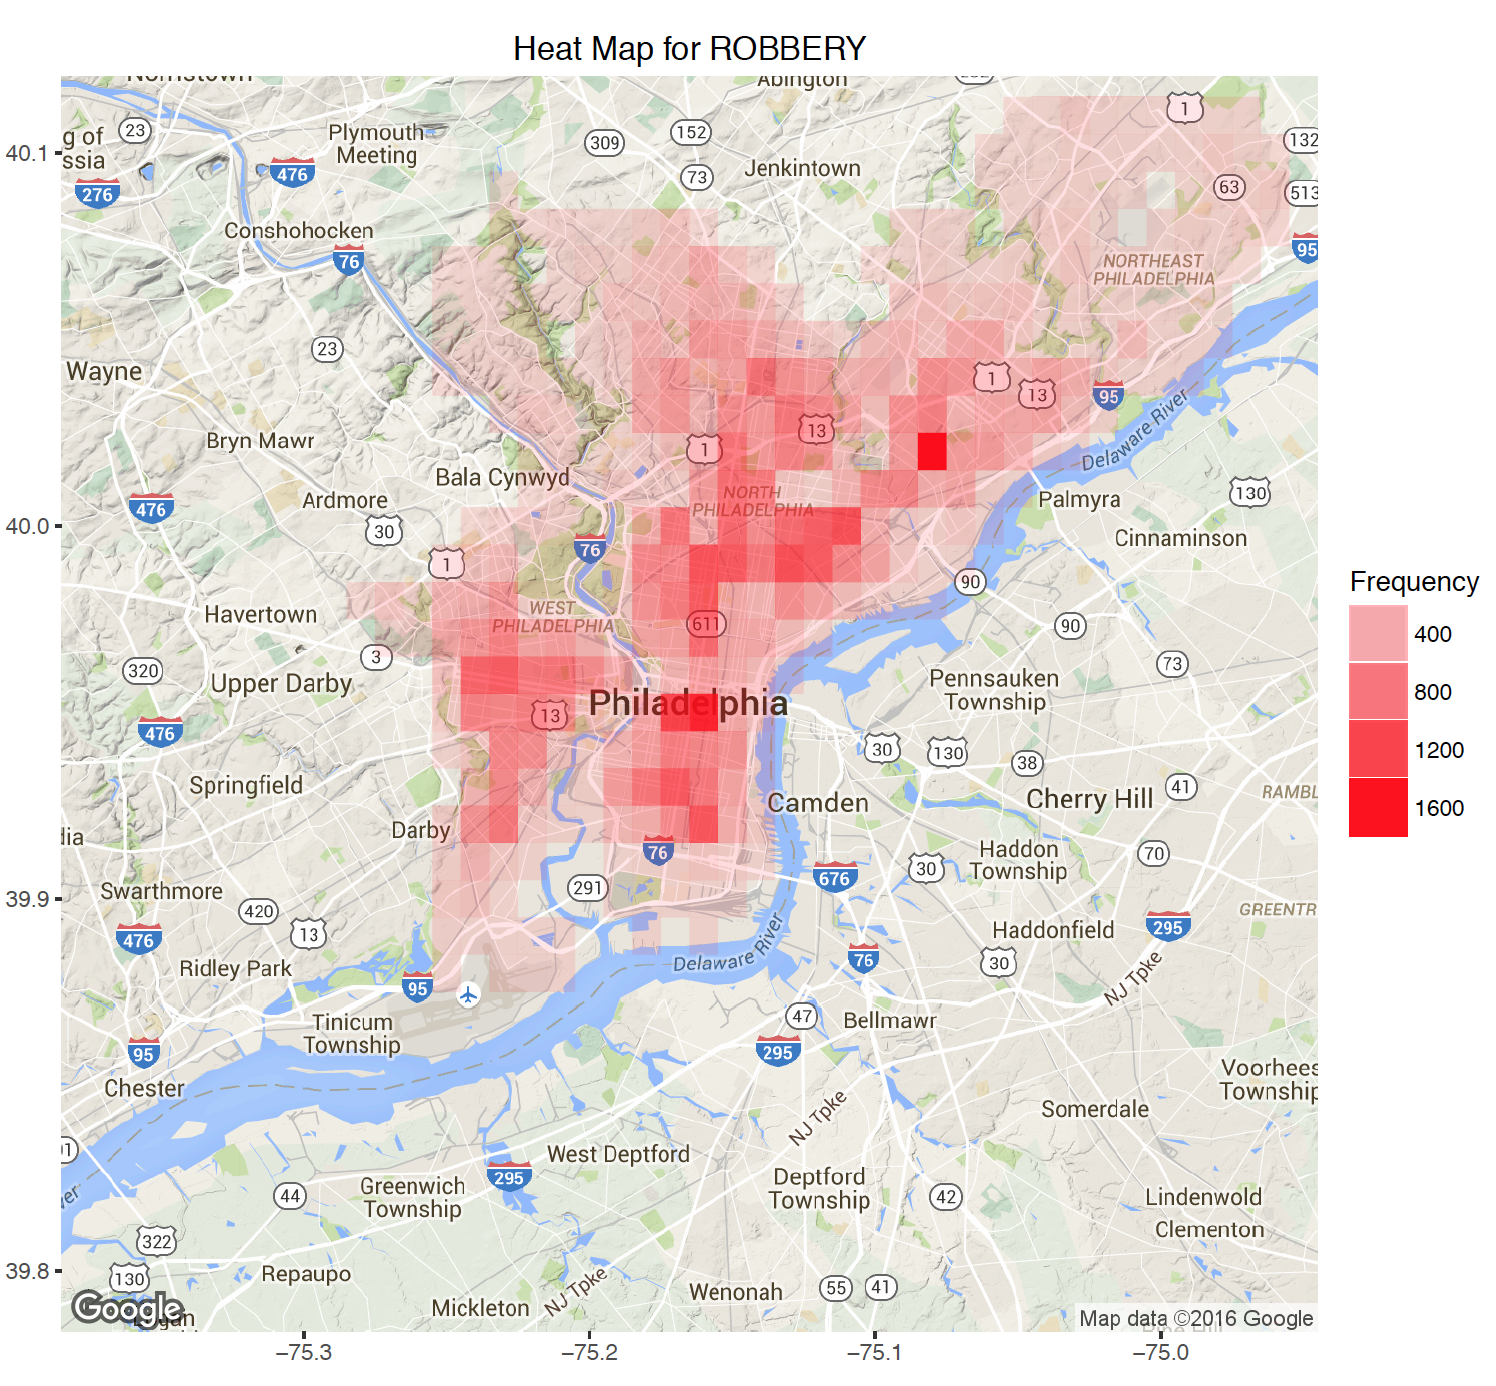 Heat Map for ROBBERY
Norristown
Abington
g of
ssia
23
Plymouth
Meeting
309
152
73
Jenkintown
1
132
40.1
276
476
63
513
Conshohocken
76
95
NORTHEAST
PHILADELPHIA
23
Wayne
1
13
95
Bryn Mawr
1
13
Delaware River
Bala Cynwyd
476
Ardmore
30
NORTH
PHILADELPHIA
Palmyra
130
40.0
76
Cinnaminson
1
90
Havertown
WEST
PHILADELPHIA
611
90
320
3
73
Upper Darby
Pennsauken
Township
476
13
Philadelphia
30
130
38
Springfield
Camden
Cherry Hill
41
RAMBL
dia
Darby
76
Haddon
Township
70
Swarthmore
291
676
30
39.9
420
13
476
GREENTR
295
Haddonfield
Ridley Park
Delaware River
76
30
95
NJ Tpke
Tinicum
Township
47
Bellmawr
95
295
Chester
Voorhees
Township
NJ Tpke
Somerdale
West Deptford
295
Deptford
Township
44
Greenwich
Township
42
Lindenwold
Clementon
322
39.8
130
Repaupo
NJ Tpke
Wenonah
55
41
Google
Mickleton
Map data ©2016 Google
−75.3
−75.2
−75.1
−75.0
Frequency
400
800
1200
1600